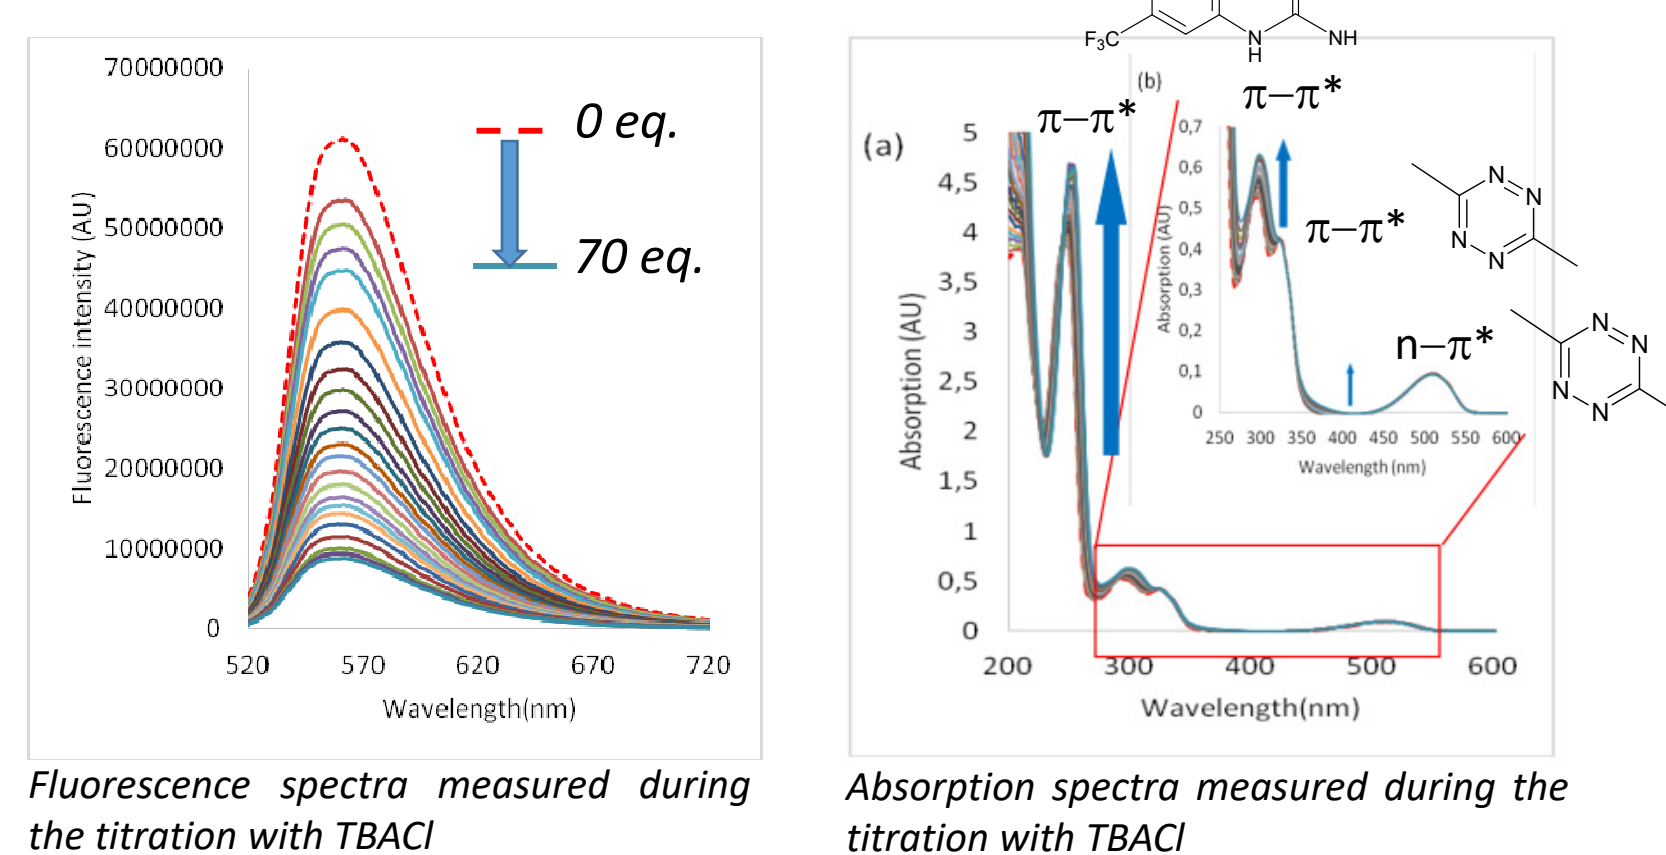 70000000
60000000
50000000
40000000
30000000
20000000
10000000
0
Fluorescence intensity (AU)
520 570 620 670 720
Wavelength(nm)
0 eq.
70 eq.
Fluorescence spectra measured during
the titration with TBACl
F₃C
N
H
NH
(a)
π–π*
5
4,5
4
3,5
3
2,5
2
1,5
1
0,5
0
Absorption (AU)
200 300 400 500 600
Wavelength(nm)
(b)
π–π*
0,7
0,6
0,5
0,4
0,3
0,2
0,1
0
Absorption (AU)
250 300 350 400 450 500 550 600
Wavelength (nm)
π–π*
n–π*
N
N
N
N
N
N
N
N
Absorption spectra measured during the
titration with TBACl